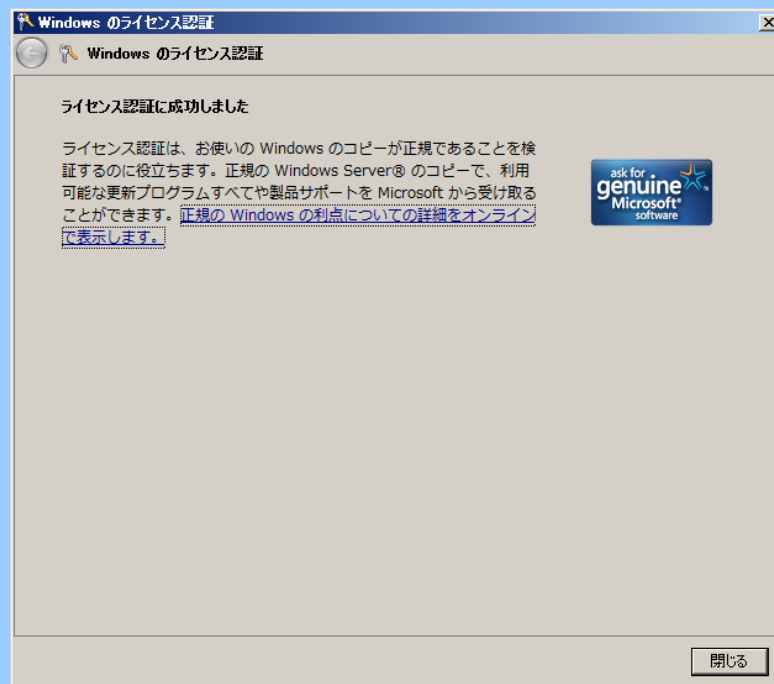 Windows のライセンス認証
Windows のライセンス認証
ライセンス認証に成功しました
ライセンス認証は、お使いの Windows のコピーが正規であることを検
証するのに役立ちます。正規の Windows Server® のコピーで、利用
可能な更新プログラムすべてや製品サポートを Microsoft から受け取る
ことができます。正規の Windows の利点についての詳細をオンライン
で表示します。
ask for
genuine
Microsoft®
software
閉じる